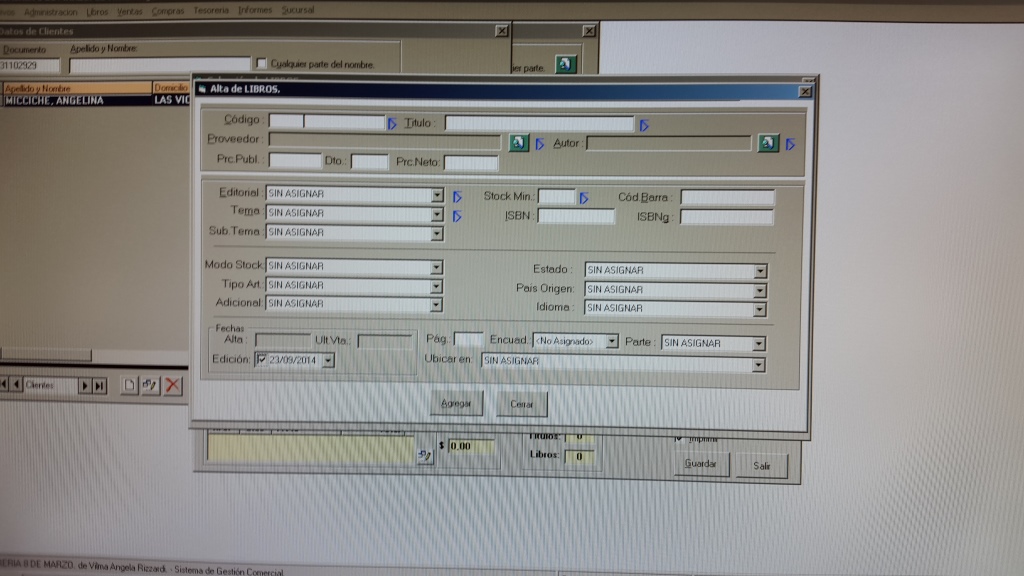 Administracion Libros Ventas Compras Tesoreria Informes Sucursal
Datos de Clientes
Documento Apellido y Nombre:
31102929
Cualquier parte del nombre.
ier parte.
Apellido y Nombre Domicilio
MICCICHE, ANGELINA LAS VIO
Alta de LIBROS.
Código : Titulo :
Proveedor : Autor :
Prc.Publ. : Dto.: Prc.Neto:
Editorial : SIN ASIGNAR Stock Min.: Cód.Barra :
Tema : SIN ASIGNAR ISBN : ISBNg :
Sub.Tema: SIN ASIGNAR
Modo Stock: SIN ASIGNAR Estado : SIN ASIGNAR
Tipo Art: SIN ASIGNAR País Origen: SIN ASIGNAR
Adicional: SIN ASIGNAR Idioma : SIN ASIGNAR
Fechas
Alta : Ult.Vta.: Pág. Encuad. <No Asignado> Parte : SIN ASIGNAR
Edición: 23/09/2014 Ubicar en: SIN ASIGNAR
Clientes
Agregar Cerrar
$ 0,00 Titulos: 0 Imprimir
Libros: 0
Guardar Salir
ERIA 8 DE MARZO. de Vilma Angela Rizzardi. - Sistema de Gestión Comercial